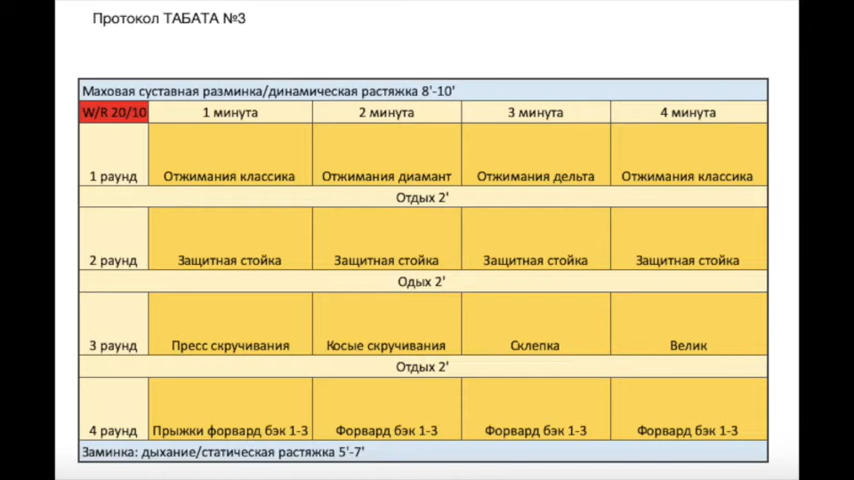 Протокол ТАБАТА №3
Маховая суставная разминка/динамическая растяжка 8'-10'
W/R 20/10 1 минута 2 минута 3 минута 4 минута
1 раунд Отжимания классика Отжимания диамант Отжимания дельта Отжимания классика
Отдых 2'
2 раунд Защитная стойка Защитная стойка Защитная стойка Защитная стойка
Одых 2'
3 раунд Пресс скручивания Косые скручивания Склепка Велик
Отдых 2'
4 раунд Прыжки форвард бэк 1-3 Форвард бэк 1-3 Форвард бэк 1-3 Форвард бэк 1-3
Заминка: дыхание/статическая растяжка 5'-7'